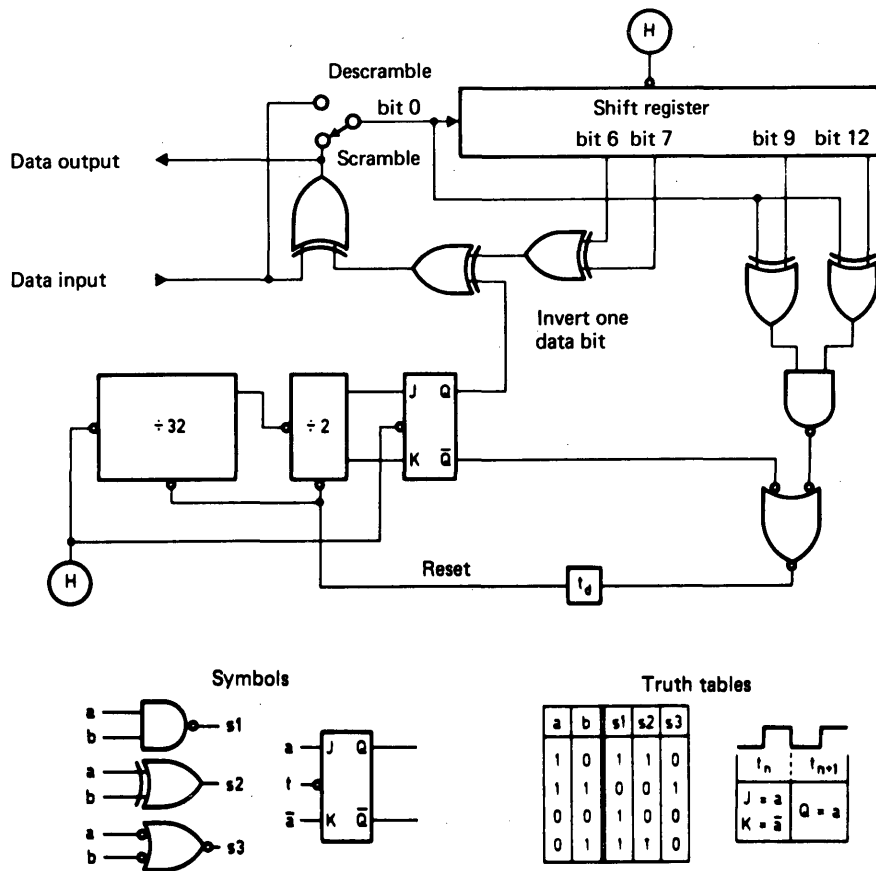 H
Descramble
bit 0
Shift register
bit 6 bit 7 bit 9 bit 12
Data output
Scramble
Data input
Invert one
data bit
÷ 32
÷ 2
J Q
K Q̅
H
Reset
t_d
Symbols
Truth tables
a
b
s1
a
b
s2
a
b
s3
a J Q
t
a̅ K Q̅
a b s1 s2 s3
1 0 1 1 0
1 1 0 0 1
0 0 1 0 0
0 1 1 1 0
t_n t_n+1
J = a
K = a̅
Q = a